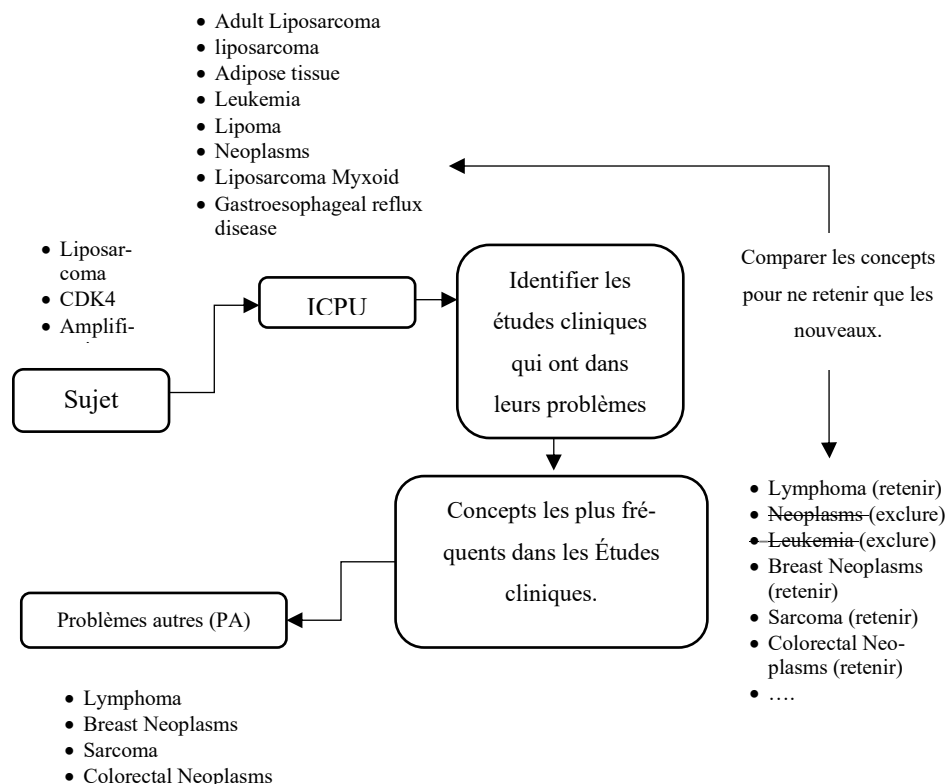 • Adult Liposarcoma
• liposarcoma
• Adipose tissue
• Leukemia
• Lipoma
• Neoplasms
• Liposarcoma Myxoid
• Gastroesophageal reflux
disease
• Liposar-
coma
• CDK4
• Amplifi-
Sujet
ICPU
Identifier les
études cliniques
qui ont dans
leurs problèmes
Comparer les concepts
pour ne retenir que les
nouveaux.
Concepts les plus fré-
quents dans les Études
cliniques.
• Lymphoma (retenir)
• Neoplasms (exclure)
• Leukemia (exclure)
• Breast Neoplasms
(retenir)
• Sarcoma (retenir)
• Colorectal Neo-
plasms (retenir)
• ….
Problèmes autres (PA)
• Lymphoma
• Breast Neoplasms
• Sarcoma
• Colorectal Neoplasms